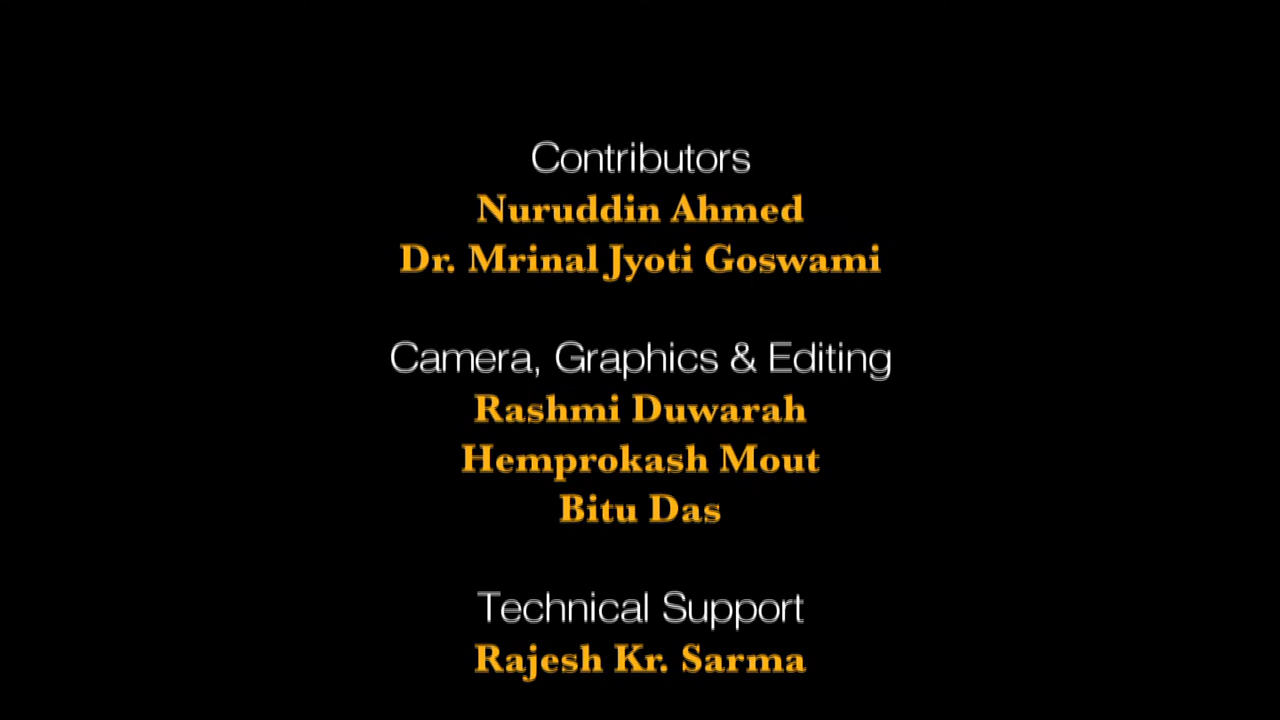 Contributors
Nuruddin Ahmed
Dr. Mrinal Jyoti Goswami
Camera, Graphics & Editing
Rashmi Duwarah
Hemprokash Mout
Bitu Das
Technical Support
Rajesh Kr. Sarma